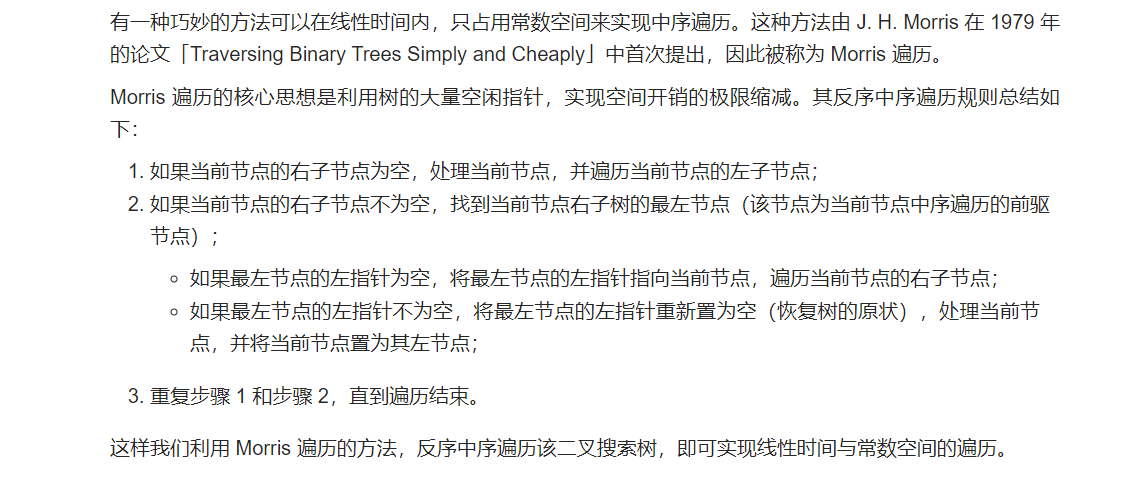 有一种巧妙的方法可以在线性时间内，只占用常数空间来实现中序遍历。这种方法由 J. H. Morris 在 1979 年
的论文「Traversing Binary Trees Simply and Cheaply」中首次提出，因此被称为 Morris 遍历。
Morris 遍历的核心思想是利用树的大量空闲指针，实现空间开销的极限缩减。其反序中序遍历规则总结如
下：
1. 如果当前节点的右子节点为空，处理当前节点，并遍历当前节点的左子节点；
2. 如果当前节点的右子节点不为空，找到当前节点右子树的最左节点（该节点为当前节点中序遍历的前驱
节点）；
◦ 如果最左节点的左指针为空，将最左节点的左指针指向当前节点，遍历当前节点的右子节点；
◦ 如果最左节点的左指针不为空，将最左节点的左指针重新置为空（恢复树的原状），处理当前节
点，并将当前节点置为其左节点；
3. 重复步骤 1 和步骤 2，直到遍历结束。
这样我们利用 Morris 遍历的方法，反序中序遍历该二叉搜索树，即可实现线性时间与常数空间的遍历。